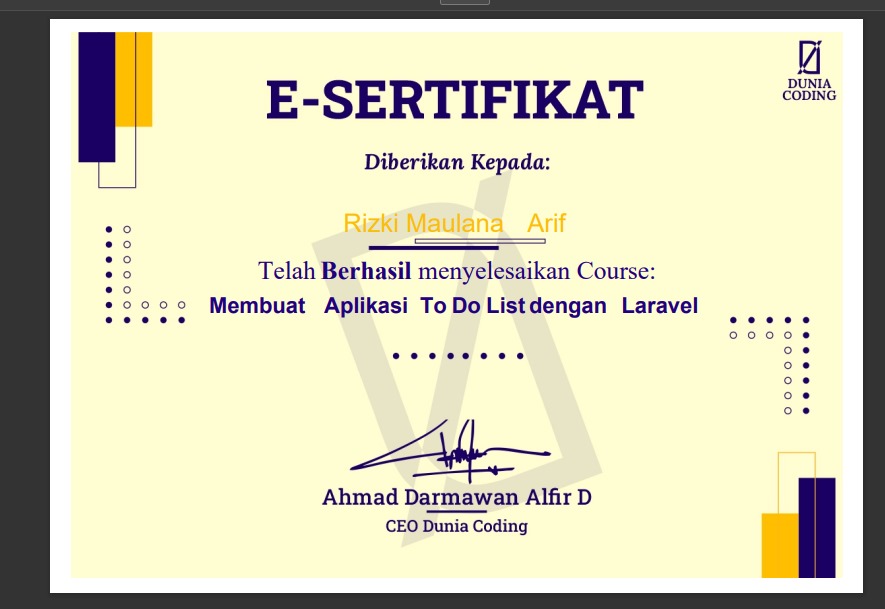 DUNIA
CODING
E-SERTIFIKAT
Diberikan Kepada:
Rizki Maulana Arif
Telah Berhasil menyelesaikan Course:
Membuat Aplikasi To Do List dengan Laravel
Ahmad Darmawan Alfir D
CEO Dunia Coding